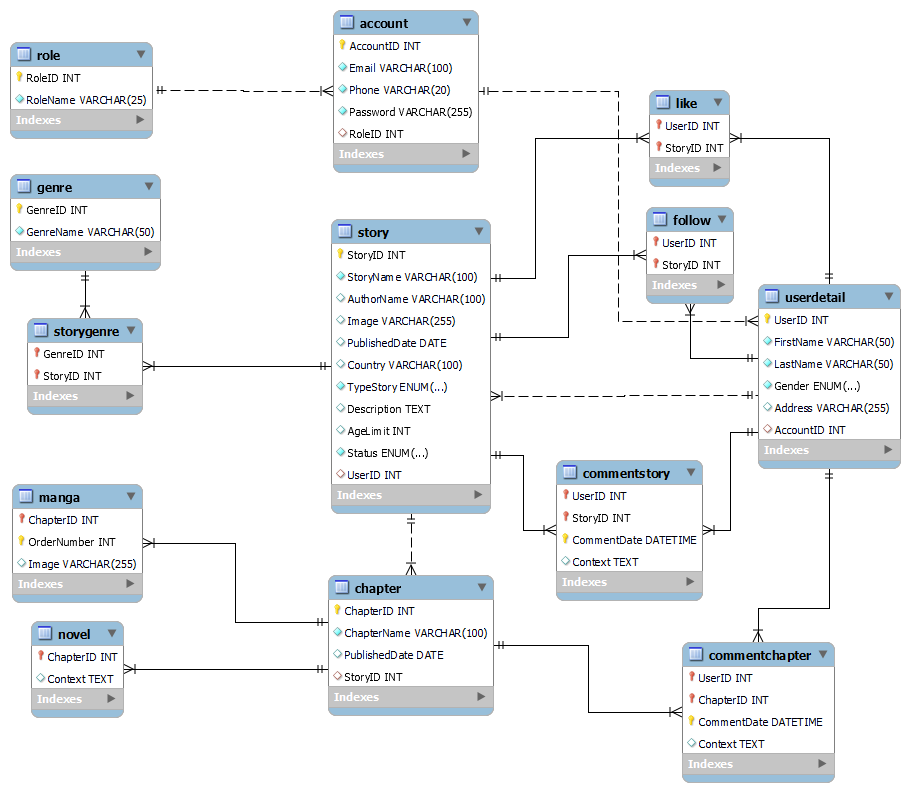 role
RoleID INT
RoleName VARCHAR(25)
Indexes
account
AccountID INT
Email VARCHAR(100)
Phone VARCHAR(20)
Password VARCHAR(255)
RoleID INT
Indexes
like
UserID INT
StoryID INT
Indexes
genre
GenreID INT
GenreName VARCHAR(50)
Indexes
story
StoryID INT
StoryName VARCHAR(100)
AuthorName VARCHAR(100)
Image VARCHAR(255)
PublishedDate DATE
Country VARCHAR(100)
TypeStory ENUM(...)
Description TEXT
AgeLimit INT
Status ENUM(...)
UserID INT
Indexes
follow
UserID INT
StoryID INT
Indexes
userdetail
UserID INT
FirstName VARCHAR(50)
LastName VARCHAR(50)
Gender ENUM(...)
Address VARCHAR(255)
AccountID INT
Indexes
storygenre
GenreID INT
StoryID INT
Indexes
commentstory
UserID INT
StoryID INT
CommentDate DATETIME
Context TEXT
Indexes
manga
ChapterID INT
OrderNumber INT
Image VARCHAR(255)
Indexes
chapter
ChapterID INT
ChapterName VARCHAR(100)
PublishedDate DATE
StoryID INT
Indexes
novel
ChapterID INT
Context TEXT
Indexes
commentchapter
UserID INT
ChapterID INT
CommentDate DATETIME
Context TEXT
Indexes